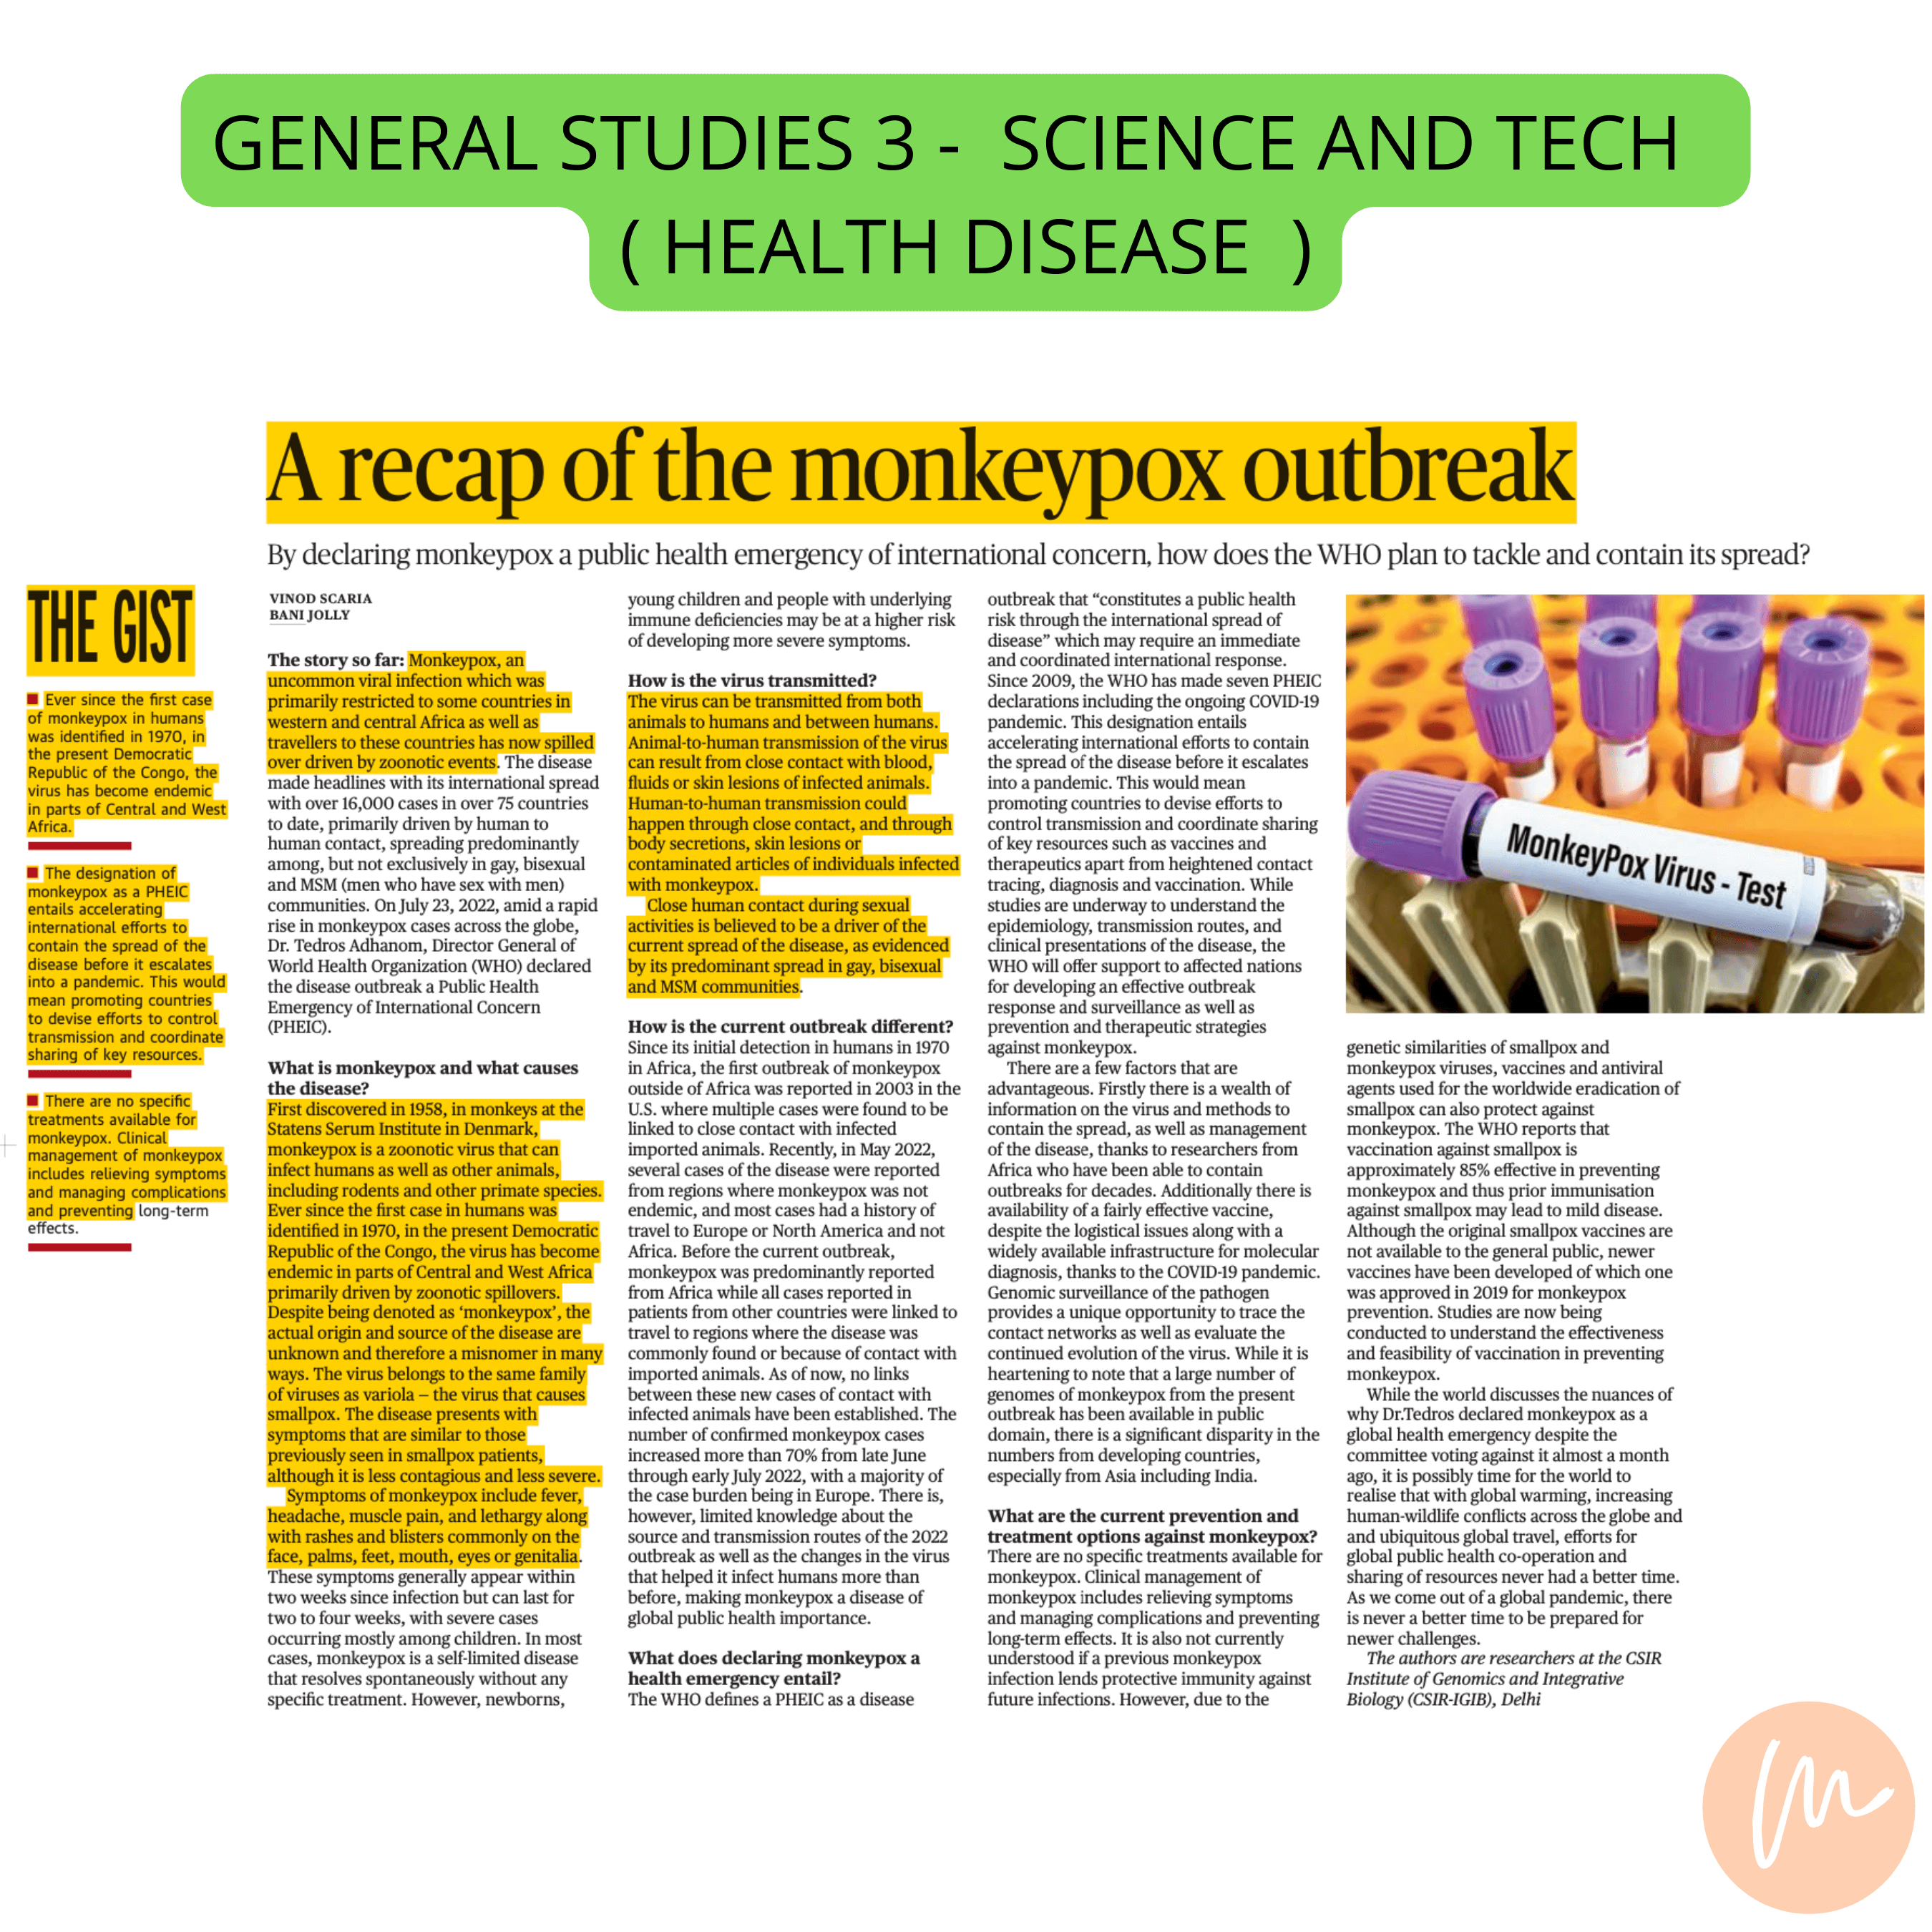 GENERAL STUDIES 3 - SCIENCE AND TECH
( HEALTH DISEASE )
A recap of the monkeypox outbreak
By declaring monkeypox a public health emergency of international concern, how does the WHO plan to tackle and contain its spread?
THE GIST
Ever since the first case
of monkeypox in humans
was identified in 1970, in
the present Democratic
Republic of the Congo, the
virus has become endemic
in parts of Central and West
Africa.
The designation of
monkeypox as a PHEIC
entails accelerating
international efforts to
contain the spread of the
disease before it escalates
into a pandemic. This would
mean promoting countries
to devise efforts to control
transmission and coordinate
sharing of key resources.
There are no specific
treatments available for
monkeypox. Clinical
management of monkeypox
includes relieving symptoms
and managing complications
and preventing long-term
effects.
VINOD SCARIA
BANI JOLLY
The story so far: Monkeypox, an
uncommon viral infection which was
primarily restricted to some countries in
western and central Africa as well as
travellers to these countries has now spilled
over driven by zoonotic events. The disease
made headlines with its international spread
with over 16,000 cases in over 75 countries
to date, primarily driven by human to
human contact, spreading predominantly
among, but not exclusively in gay, bisexual
and MSM (men who have sex with men)
communities. On July 23, 2022, amid a rapid
rise in monkeypox cases across the globe,
Dr. Tedros Adhanom, Director General of
World Health Organization (WHO) declared
the disease outbreak a Public Health
Emergency of International Concern
(PHEIC).
What is monkeypox and what causes
the disease?
First discovered in 1958, in monkeys at the
Statens Serum Institute in Denmark,
monkeypox is a zoonotic virus that can
infect humans as well as other animals,
including rodents and other primate species.
Ever since the first case in humans was
identified in 1970, in the present Democratic
Republic of the Congo, the virus has become
endemic in parts of Central and West Africa
primarily driven by zoonotic spillovers.
Despite being denoted as ‘monkeypox’, the
actual origin and source of the disease are
unknown and therefore a misnomer in many
ways. The virus belongs to the same family
of viruses as variola – the virus that causes
smallpox. The disease presents with
symptoms that are similar to those
previously seen in smallpox patients,
although it is less contagious and less severe.
Symptoms of monkeypox include fever,
headache, muscle pain, and lethargy along
with rashes and blisters commonly on the
face, palms, feet, mouth, eyes or genitalia.
These symptoms generally appear within
two weeks since infection but can last for
two to four weeks, with severe cases
occurring mostly among children. In most
cases, monkeypox is a self-limited disease
that resolves spontaneously without any
specific treatment. However, newborns,
young children and people with underlying
immune deficiencies may be at a higher risk
of developing more severe symptoms.
How is the virus transmitted?
The virus can be transmitted from both
animals to humans and between humans.
Animal-to-human transmission of the virus
can result from close contact with blood,
fluids or skin lesions of infected animals.
Human-to-human transmission could
happen through close contact, and through
body secretions, skin lesions or
contaminated articles of individuals infected
with monkeypox.
Close human contact during sexual
activities is believed to be a driver of the
current spread of the disease, as evidenced
by its predominant spread in gay, bisexual
and MSM communities.
How is the current outbreak different?
Since its initial detection in humans in 1970
in Africa, the first outbreak of monkeypox
outside of Africa was reported in 2003 in the
U.S. where multiple cases were found to be
linked to close contact with infected
imported animals. Recently, in May 2022,
several cases of the disease were reported
from regions where monkeypox was not
endemic, and most cases had a history of
travel to Europe or North America and not
Africa. Before the current outbreak,
monkeypox was predominantly reported
from Africa while all cases reported in
patients from other countries were linked to
travel to regions where the disease was
commonly found or because of contact with
imported animals. As of now, no links
between these new cases of contact with
infected animals have been established. The
number of confirmed monkeypox cases
increased more than 70% from late June
through early July 2022, with a majority of
the case burden being in Europe. There is,
however, limited knowledge about the
source and transmission routes of the 2022
outbreak as well as the changes in the virus
that helped it infect humans more than
before, making monkeypox a disease of
global public health importance.
What does declaring monkeypox a
health emergency entail?
The WHO defines a PHEIC as a disease
outbreak that “constitutes a public health
risk through the international spread of
disease” which may require an immediate
and coordinated international response.
Since 2009, the WHO has made seven PHEIC
declarations including the ongoing COVID-19
pandemic. This designation entails
accelerating international efforts to contain
the spread of the disease before it escalates
into a pandemic. This would mean
promoting countries to devise efforts to
control transmission and coordinate sharing
of key resources such as vaccines and
therapeutics apart from heightened contact
tracing, diagnosis and vaccination. While
studies are underway to understand the
epidemiology, transmission routes, and
clinical presentations of the disease, the
WHO will offer support to affected nations
for developing an effective outbreak
response and surveillance as well as
prevention and therapeutic strategies
against monkeypox.
There are a few factors that are
advantageous. Firstly there is a wealth of
information on the virus and methods to
contain the spread, as well as management
of the disease, thanks to researchers from
Africa who have been able to contain
outbreaks for decades. Additionally there is
availability of a fairly effective vaccine,
despite the logistical issues along with a
widely available infrastructure for molecular
diagnosis, thanks to the COVID-19 pandemic.
Genomic surveillance of the pathogen
provides a unique opportunity to trace the
contact networks as well as evaluate the
continued evolution of the virus. While it is
heartening to note that a large number of
genomes of monkeypox from the present
outbreak has been available in public
domain, there is a significant disparity in the
numbers from developing countries,
especially from Asia including India.
What are the current prevention and
treatment options against monkeypox?
There are no specific treatments available for
monkeypox. Clinical management of
monkeypox includes relieving symptoms
and managing complications and preventing
long-term effects. It is also not currently
understood if a previous monkeypox
infection lends protective immunity against
future infections. However, due to the
MonkeyPox Virus - Test
genetic similarities of smallpox and
monkeypox viruses, vaccines and antiviral
agents used for the worldwide eradication of
smallpox can also protect against
monkeypox. The WHO reports that
vaccination against smallpox is
approximately 85% effective in preventing
monkeypox and thus prior immunisation
against smallpox may lead to mild disease.
Although the original smallpox vaccines are
not available to the general public, newer
vaccines have been developed of which one
was approved in 2019 for monkeypox
prevention. Studies are now being
conducted to understand the effectiveness
and feasibility of vaccination in preventing
monkeypox.
While the world discusses the nuances of
why Dr.Tedros declared monkeypox as a
global health emergency despite the
committee voting against it almost a month
ago, it is possibly time for the world to
realise that with global warming, increasing
human-wildlife conflicts across the globe and
and ubiquitous global travel, efforts for
global public health co-operation and
sharing of resources never had a better time.
As we come out of a global pandemic, there
is never a better time to be prepared for
newer challenges.
The authors are researchers at the CSIR
Institute of Genomics and Integrative
Biology (CSIR-IGIB), Delhi